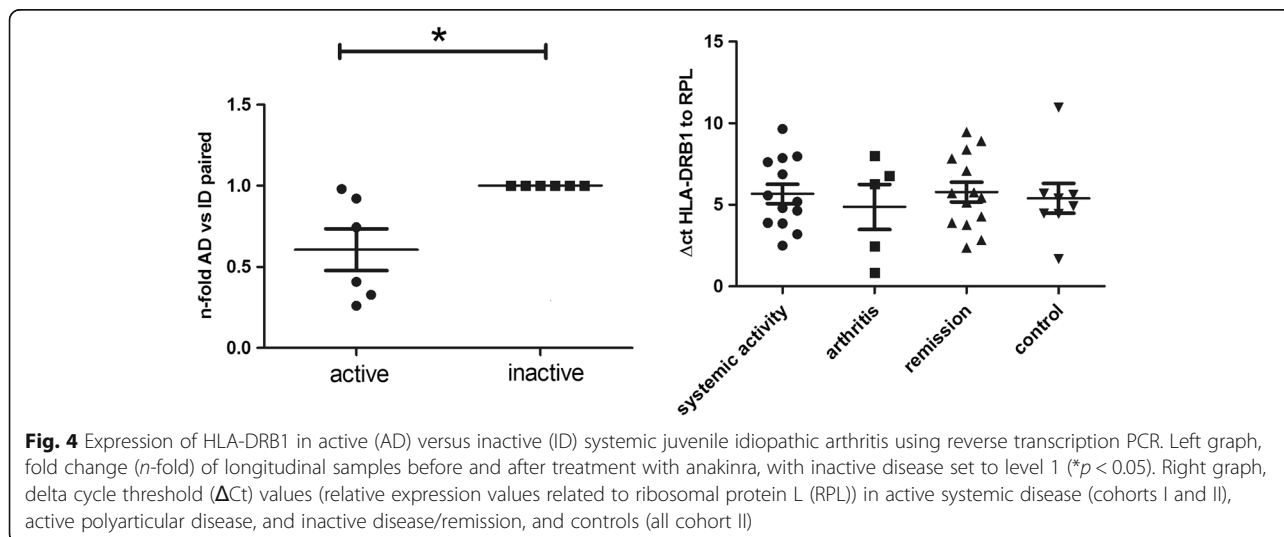 *
n-fold AD vs ID paired
1.5
1.0
0.5
0.0
active
inactive
Δct HLA-DRB1 to RPL
15
10
5
0
systemic activity
arthritis
remission
control
Fig. 4 Expression of HLA-DRB1 in active (AD) versus inactive (ID) systemic juvenile idiopathic arthritis using reverse transcription PCR. Left graph,
fold change (n-fold) of longitudinal samples before and after treatment with anakinra, with inactive disease set to level 1 (*p < 0.05). Right graph,
delta cycle threshold (ΔCt) values (relative expression values related to ribosomal protein L (RPL)) in active systemic disease (cohorts I and II),
active polyarticular disease, and inactive disease/remission, and controls (all cohort II)